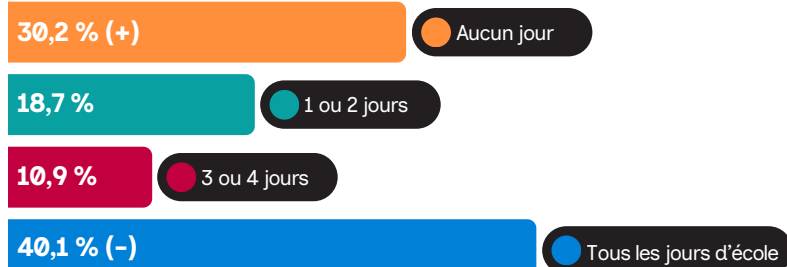 30,2 % (+) Aucun jour
18,7 % 1 ou 2 jours
10,9 % 3 ou 4 jours
40,1 % (−) Tous les jours d’école